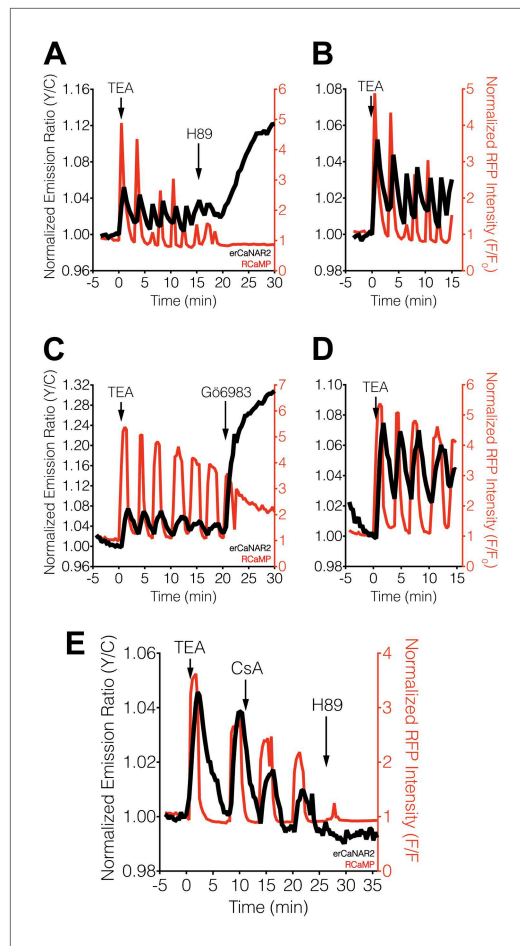 A
B
Normalized Emission Ratio (Y/C)
1.16
1.12
1.08
1.04
1.00
0.96
TEA
H89
6
5
4
3
2
1
0
erCaNAR2
RCaMP
-5 0 5 10 15 20 25 30
Time (min)
1.08
1.06
1.04
1.02
1.00
0.98
TEA
5
4
3
2
1
0
Normalized RFP Intensity (F/F₀)
-5 0 5 10 15
Time (min)
C
D
Normalized Emission Ratio (Y/C)
1.32
1.28
1.24
1.20
1.16
1.12
1.08
1.04
1.00
0.96
TEA
Gö6983
7
6
5
4
3
2
1
0
erCaNAR2
RCaMP
-5 0 5 10 15 20 25 30
Time (min)
1.10
1.08
1.06
1.04
1.02
1.00
0.98
TEA
6
5
4
3
2
1
0
Normalized RFP Intensity (F/F₀)
-5 0 5 10 15
Time (min)
E
Normalized Emission Ratio (Y/C)
1.06
1.04
1.02
1.00
0.98
TEA
CsA
H89
4
3
2
1
0
Normalized RFP Intensity (F/F
erCaNAR2
RCaMP
-5 0 5 10 15 20 25 30 35
Time (min)